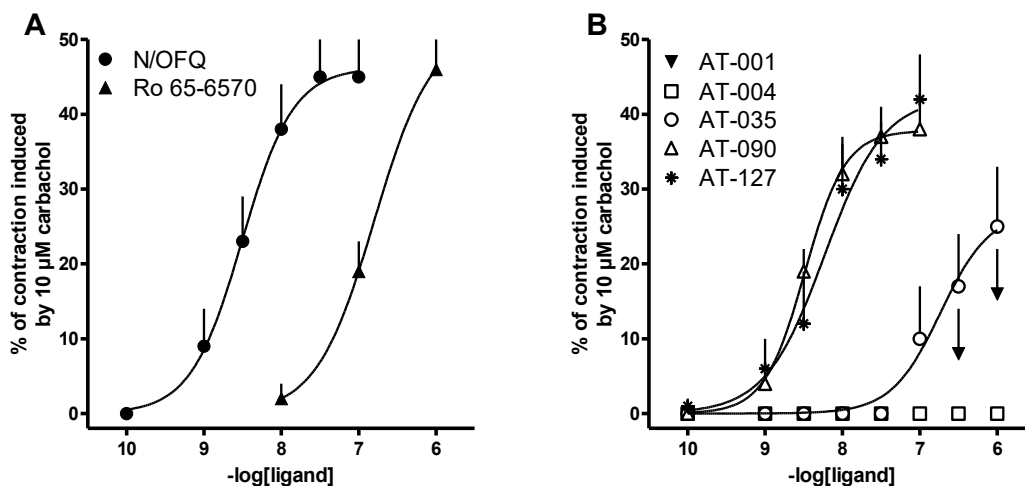 A
50
40
30
20
10
0
% of contraction induced
by 10 µM carbachol
N/OFQ
Ro 65-6570
10 9 8 7 6
-log[ligand]
B
50
40
30
20
10
0
% of contraction induced
by 10 µM carbachol
AT-001
AT-004
AT-035
AT-090
AT-127
10 9 8 7 6
-log[ligand]